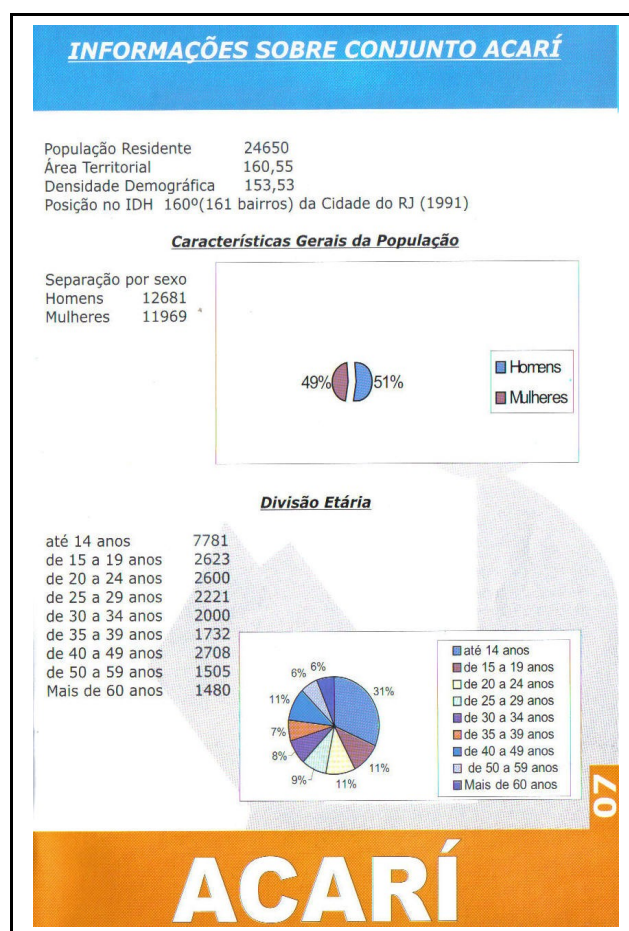 INFORMAÇÕES SOBRE CONJUNTO ACARÍ
População Residente 24650
Área Territorial 160,55
Densidade Demográfica 153,53
Posição no IDH 160º(161 bairros) da Cidade do RJ (1991)
Características Gerais da População
Separação por sexo
Homens 12681
Mulheres 11969
49% 51%
Homens
Mulheres
Divisão Etária
até 14 anos 7781
de 15 a 19 anos 2623
de 20 a 24 anos 2600
de 25 a 29 anos 2221
de 30 a 34 anos 2000
de 35 a 39 anos 1732
de 40 a 49 anos 2708
de 50 a 59 anos 1505
Mais de 60 anos 1480
6% 6%
31%
11%
7%
8%
9%
11%
11%
até 14 anos
de 15 a 19 anos
de 20 a 24 anos
de 25 a 29 anos
de 30 a 34 anos
de 35 a 39 anos
de 40 a 49 anos
de 50 a 59 anos
Mais de 60 anos
07
ACARÍ